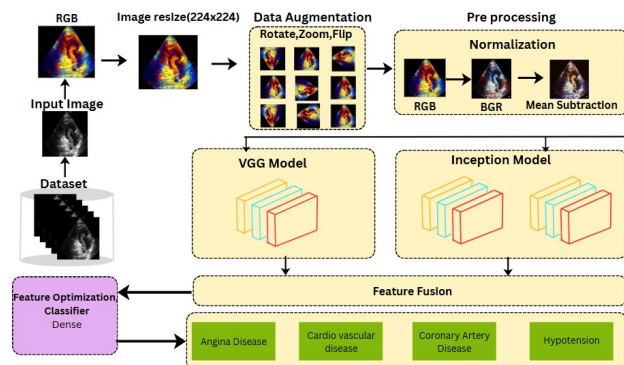 RGB
Image resize(224x224)
Data Augmentation
Rotate,Zoom,Flip
Pre processing
Normalization
RGB
BGR
Mean Subtraction
Input Image
Dataset
VGG Model
Inception Model
Feature Fusion
Feature Optimization,
Classifier
Dense
Angina Disease
Cardio vascular
disease
Coronary Artery
Disease
Hypotension